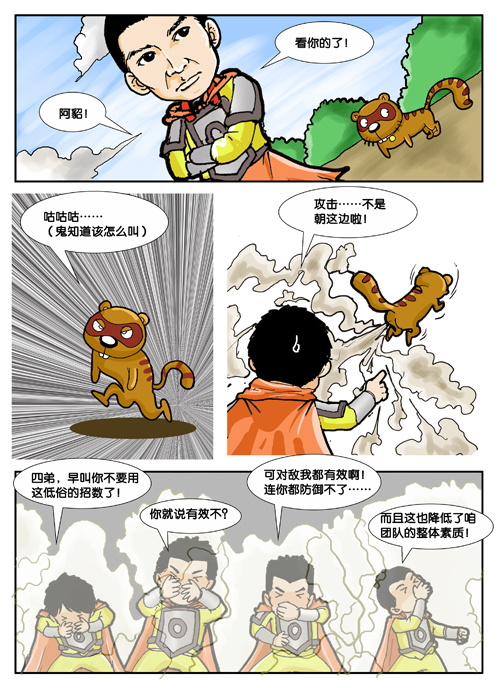 看你的了！
阿貂！
咕咕咕……
（鬼知道该怎么叫）
攻击……不是
朝这边啦！
四弟，早叫你不要用
这低俗的招数了！
你就说有效不？
可对敌我都有效啊！
连你都防御不了……
而且这也降低了咱
团队的整体素质！